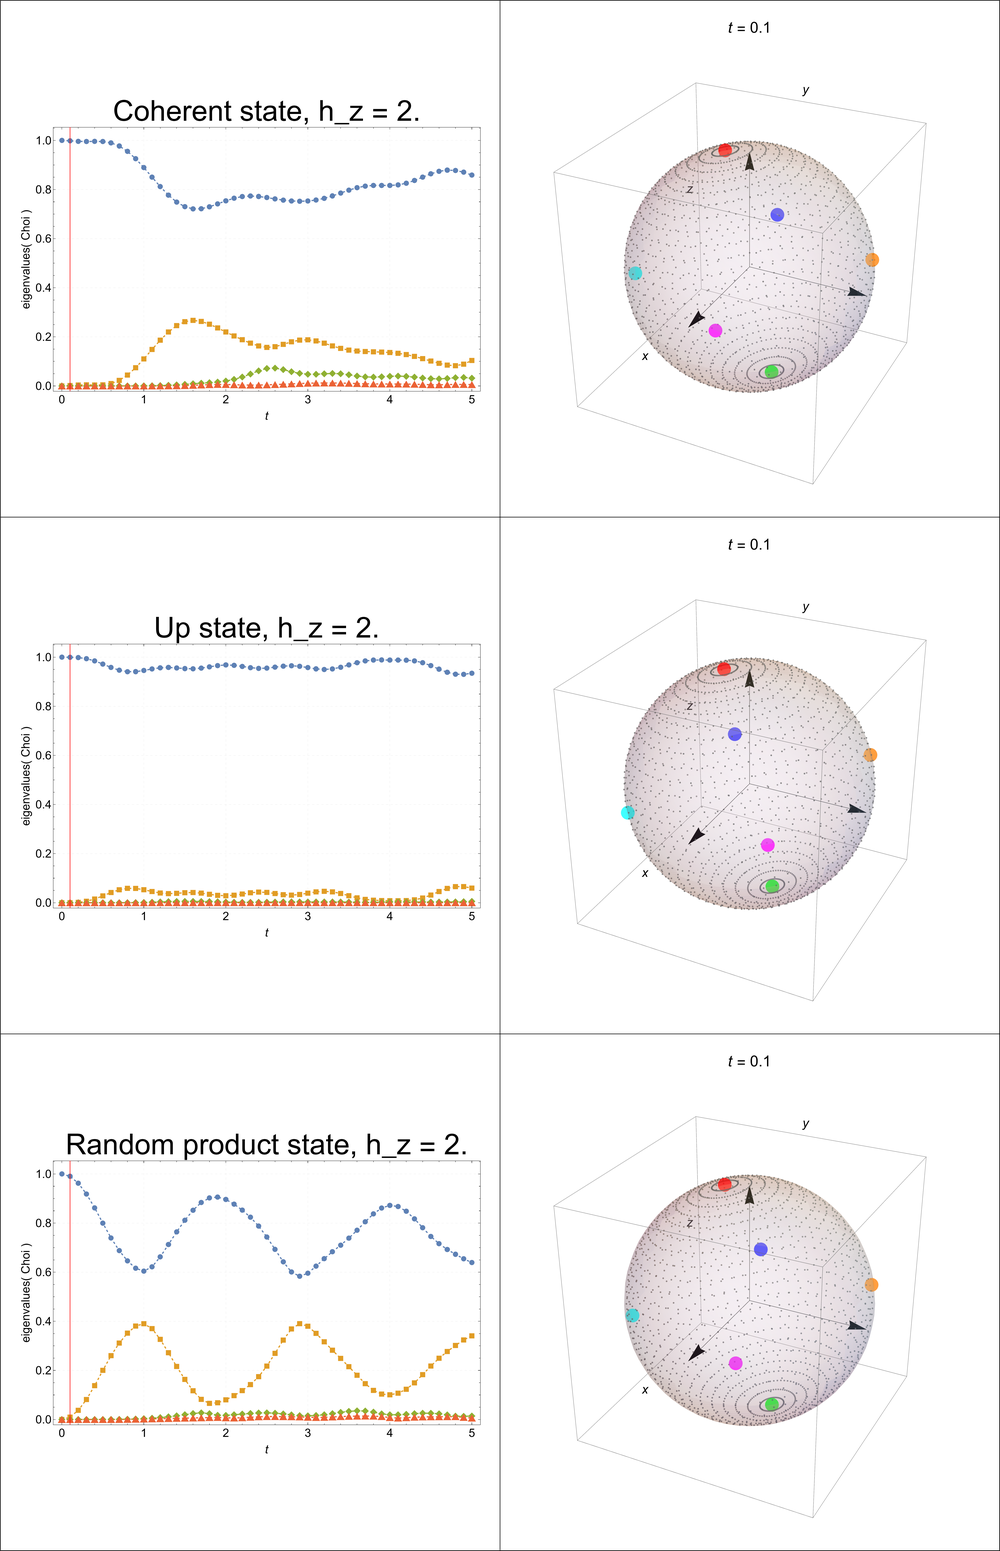 Coherent state, h_z = 2.
eigenvalues( Choi )
1.0
0.8
0.6
0.4
0.2
0.0
0 1 2 3 4 5
t
t = 0.1
y
z
x
Up state, h_z = 2.
eigenvalues( Choi )
1.0
0.8
0.6
0.4
0.2
0.0
0 1 2 3 4 5
t
t = 0.1
y
z
x
Random product state, h_z = 2.
eigenvalues( Choi )
1.0
0.8
0.6
0.4
0.2
0.0
0 1 2 3 4 5
t
t = 0.1
y
z
x